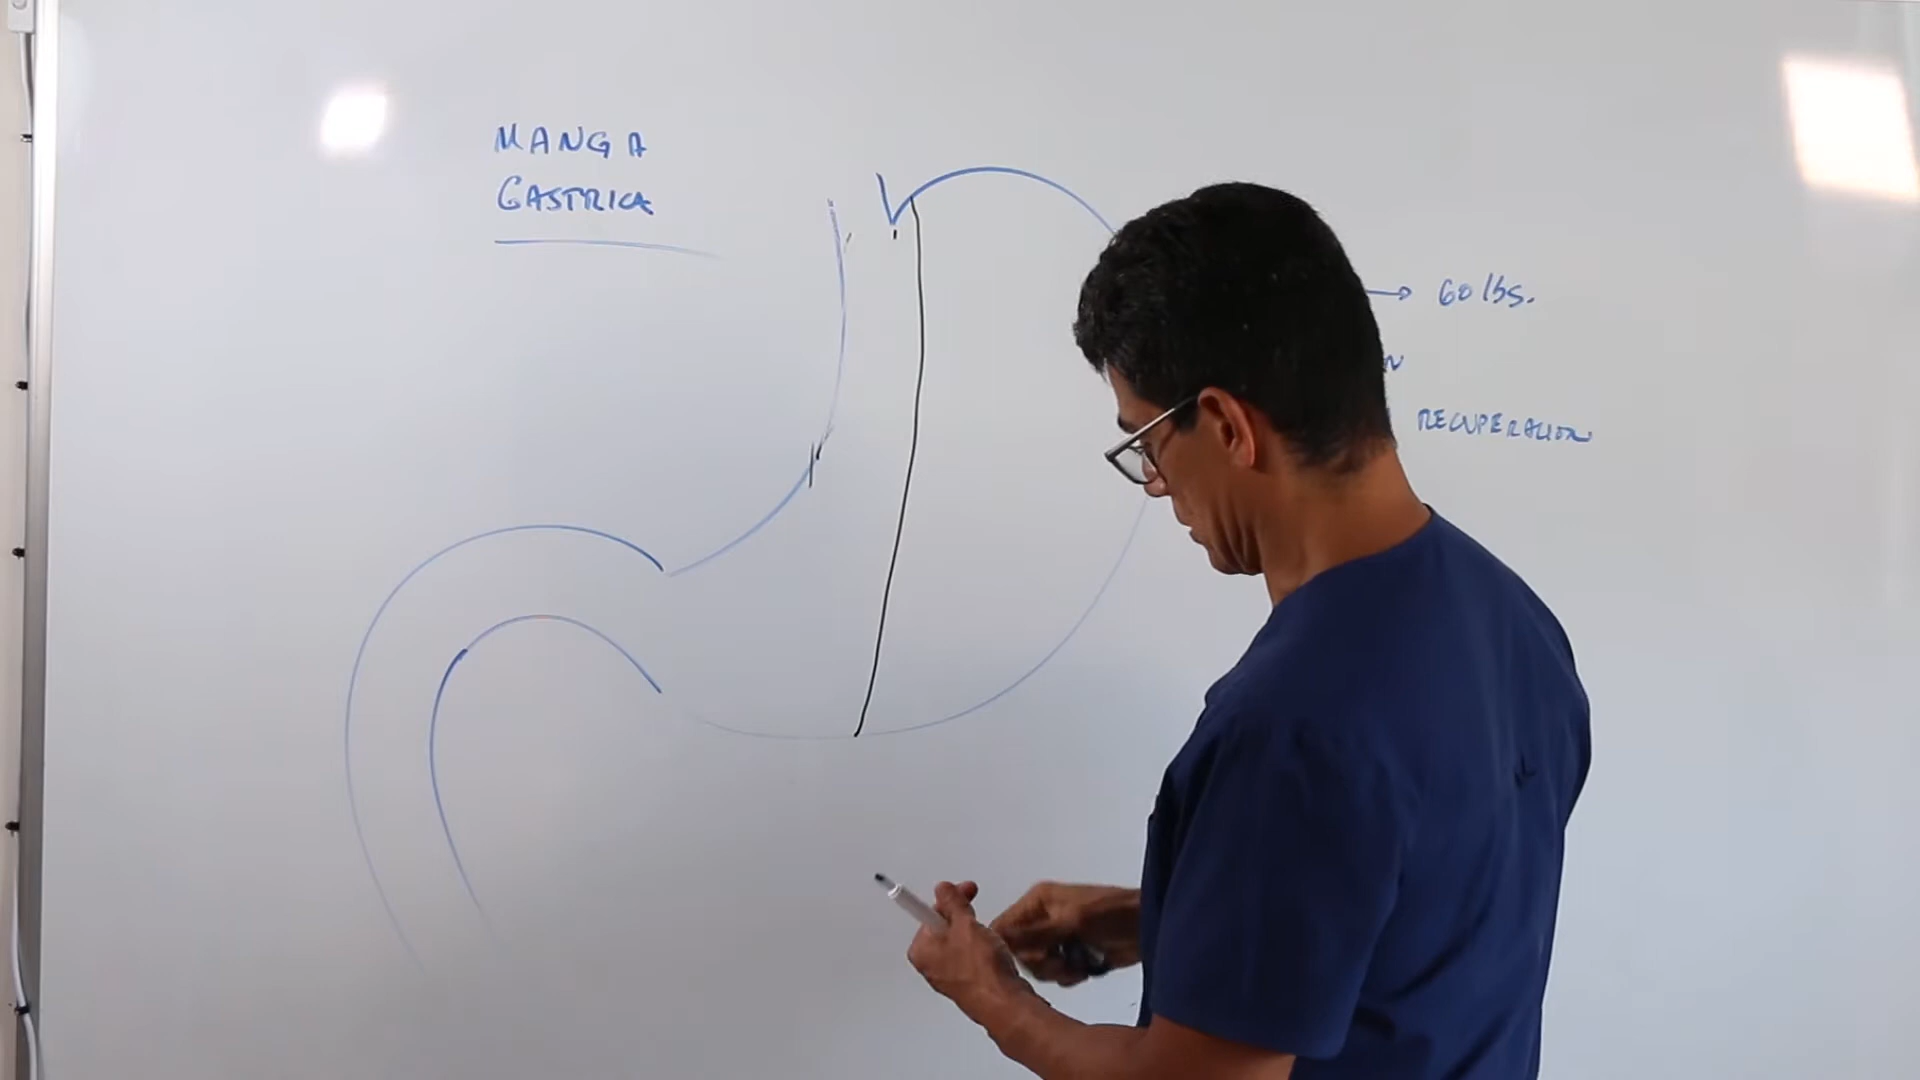 MANGA
GASTRICA
→ 60 lbs.
N
RECUPERACION